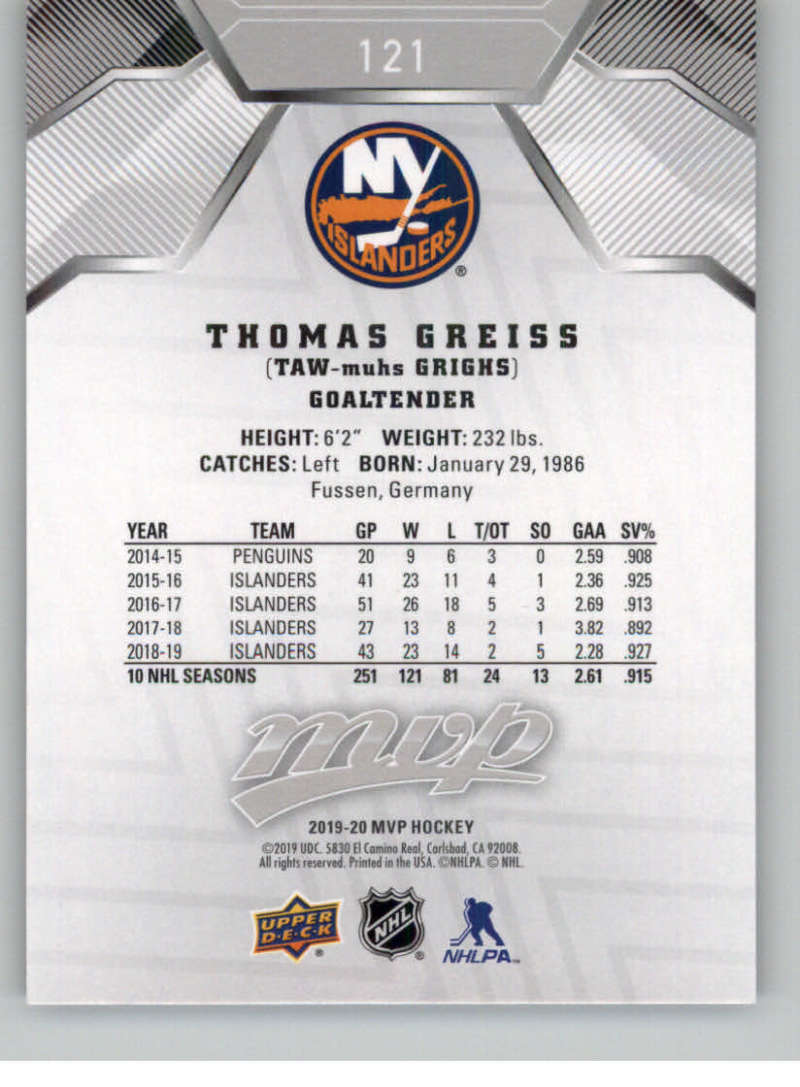 121
NY
ISLANDERS
®
THOMAS GREISS
(TAW-muhs GRIGHS)
GOALTENDER
HEIGHT: 6'2" WEIGHT: 232 lbs.
CATCHES: Left BORN: January 29, 1986
Fussen, Germany
YEAR TEAM GP W L T/OT SO GAA SV%
2014-15 PENGUINS 20 9 6 3 0 2.59 .908
2015-16 ISLANDERS 41 23 11 4 1 2.36 .925
2016-17 ISLANDERS 51 26 18 5 3 2.69 .913
2017-18 ISLANDERS 27 13 8 2 1 3.82 .892
2018-19 ISLANDERS 43 23 14 2 5 2.28 .927
10 NHL SEASONS 251 121 81 24 13 2.61 .915
mvp
2019-20 MVP HOCKEY
©2019 UDC. 5830 El Camino Real, Carlsbad, CA 92008.
All rights reserved. Printed in the USA. ©NHLPA. © NHL.
UPPER
D·E·C·K ®
NHL ®
NHLPA™